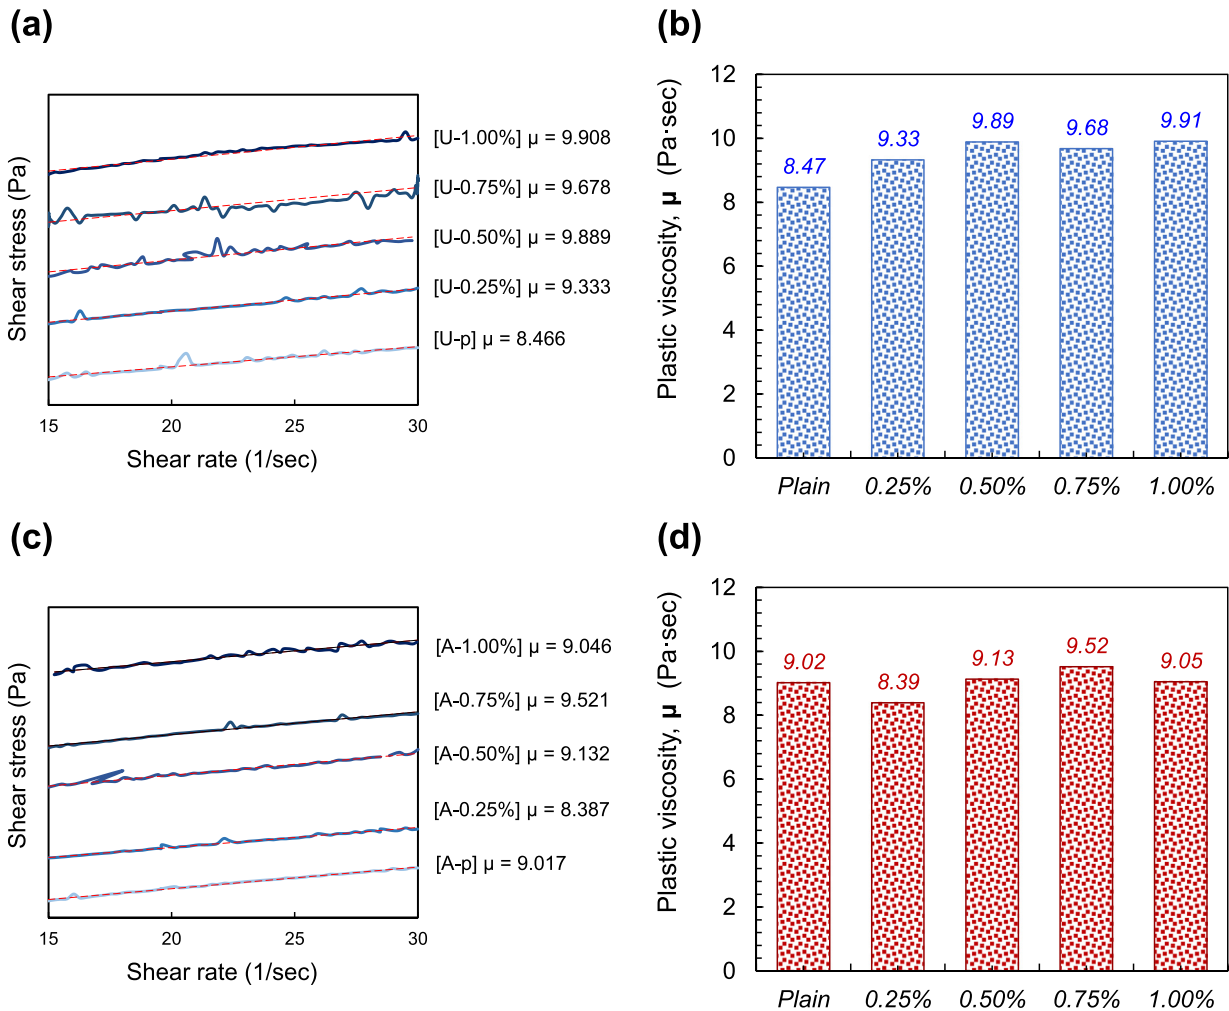 (a)
Shear stress (Pa)
[U-1.00%] μ = 9.908
[U-0.75%] μ = 9.678
[U-0.50%] μ = 9.889
[U-0.25%] μ = 9.333
[U-p] μ = 8.466
15 20 25 30
Shear rate (1/sec)
(b)
Plastic viscosity, μ (Pa·sec)
12
10
8
6
4
2
0
8.47 9.33 9.89 9.68 9.91
Plain 0.25% 0.50% 0.75% 1.00%
(c)
Shear stress (Pa)
[A-1.00%] μ = 9.046
[A-0.75%] μ = 9.521
[A-0.50%] μ = 9.132
[A-0.25%] μ = 8.387
[A-p] μ = 9.017
15 20 25 30
Shear rate (1/sec)
(d)
Plastic viscosity, μ (Pa·sec)
12
10
8
6
4
2
0
9.02 8.39 9.13 9.52 9.05
Plain 0.25% 0.50% 0.75% 1.00%